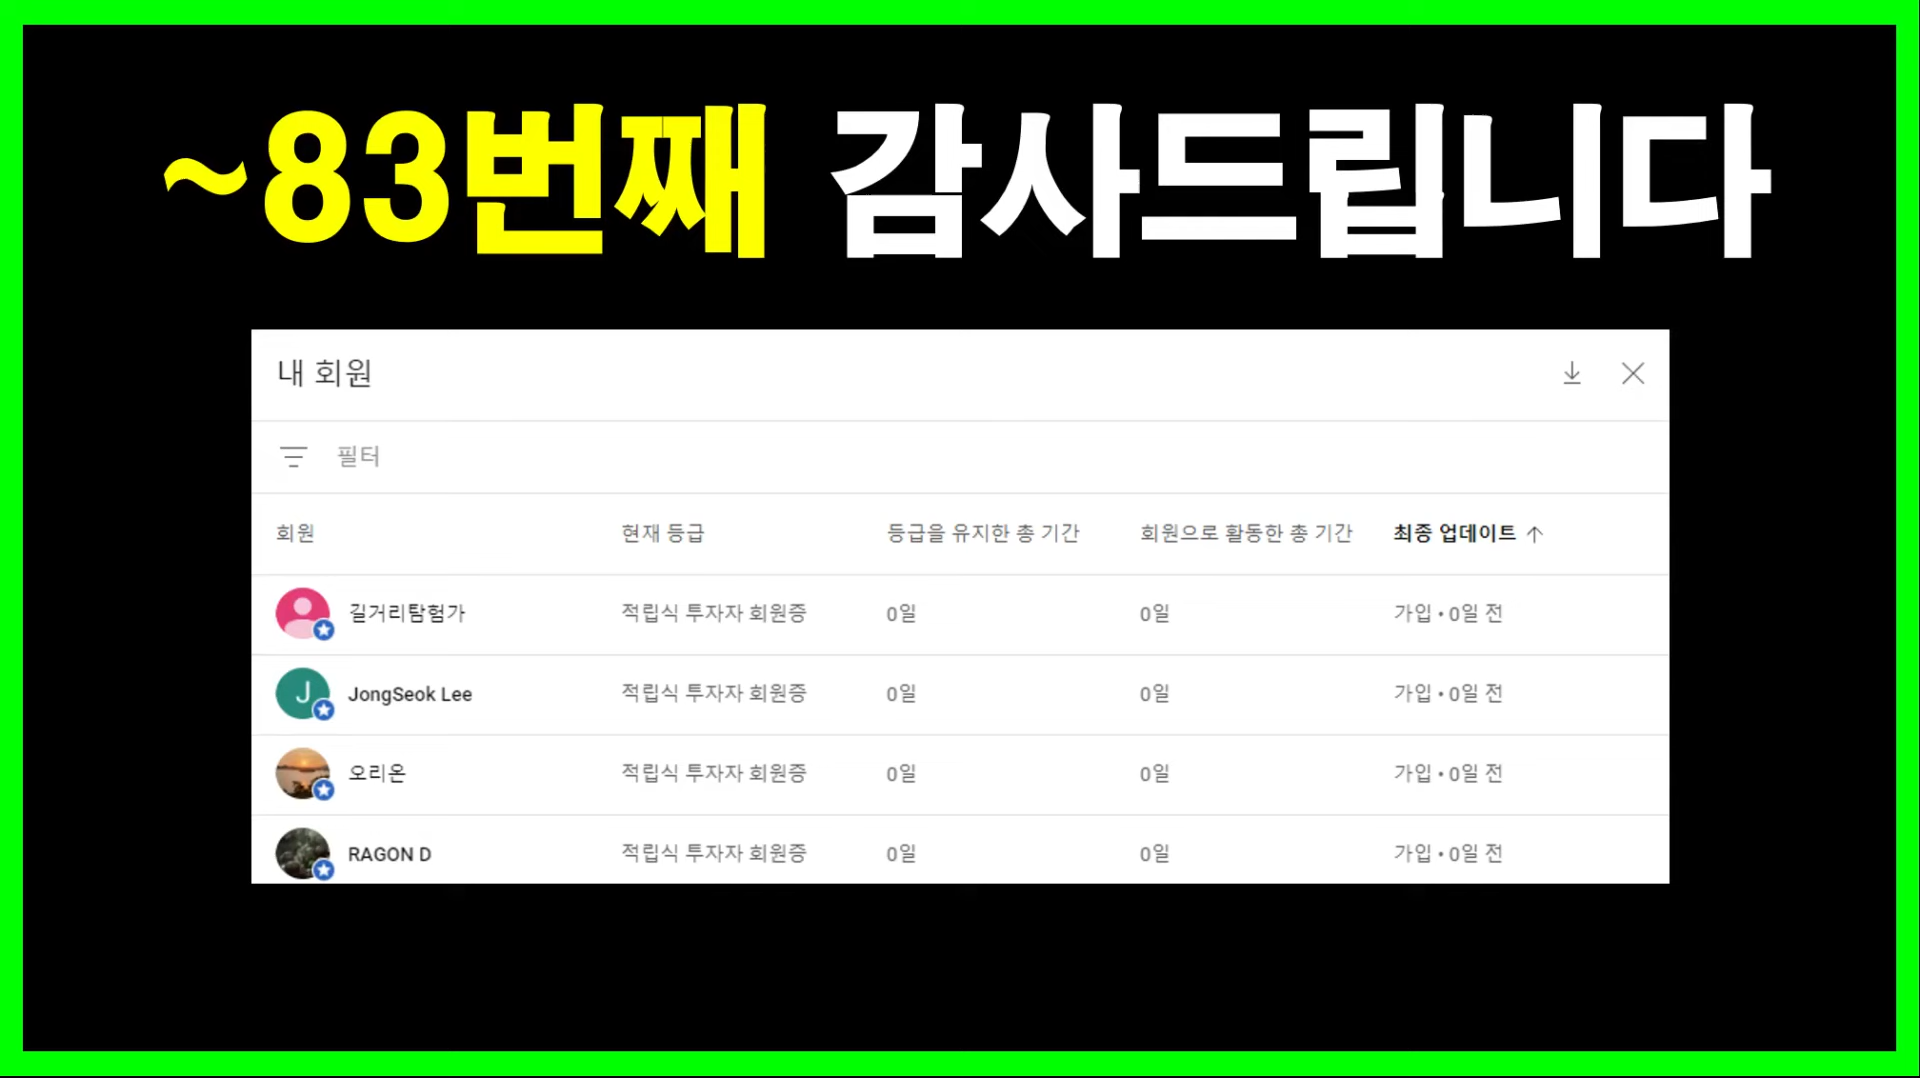 ~83번째 감사드립니다
내 회원
필터
회원 현재 등급 등급을 유지한 총 기간 회원으로 활동한 총 기간 최종 업데이트 ↑
길거리탐험가 적립식 투자자 회원증 0일 0일 가입 • 0일 전
J JongSeok Lee 적립식 투자자 회원증 0일 0일 가입 • 0일 전
오리온 적립식 투자자 회원증 0일 0일 가입 • 0일 전
RAGON D 적립식 투자자 회원증 0일 0일 가입 • 0일 전